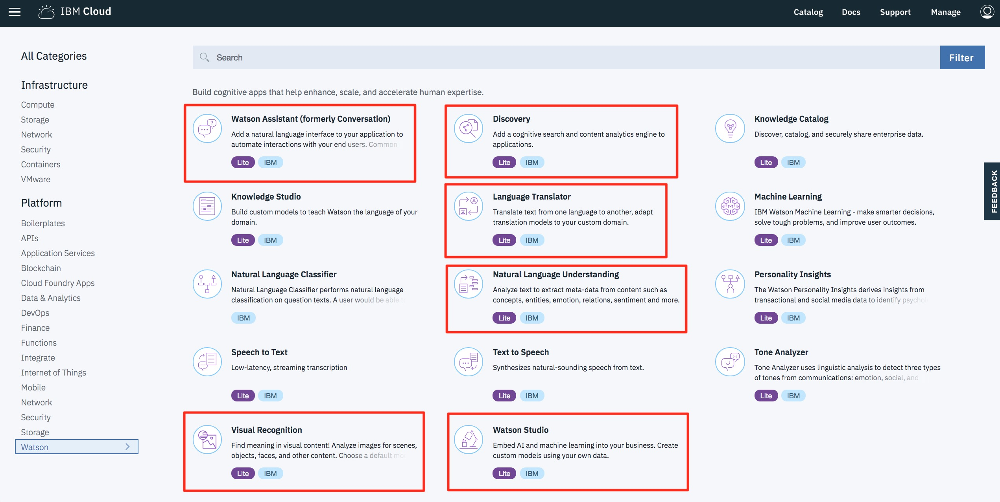 IBM Cloud
Catalog Docs Support Manage
All Categories
Infrastructure
Compute
Storage
Network
Security
Containers
VMware
Platform
Boilerplates
APIs
Application Services
Blockchain
Cloud Foundry Apps
Data & Analytics
DevOps
Finance
Functions
Integrate
Internet of Things
Mobile
Network
Security
Storage
Watson
Search
Filter
Build cognitive apps that help enhance, scale, and accelerate human expertise.
Watson Assistant (formerly Conversation)
Add a natural language interface to your application to
automate interactions with your end users. Common
Lite IBM
Discovery
Add a cognitive search and content analytics engine to
applications.
Lite IBM
Knowledge Catalog
Discover, catalog, and securely share enterprise data.
Lite IBM
Knowledge Studio
Build custom models to teach Watson the language of your
domain.
Lite IBM
Language Translator
Translate text from one language to another, adapt
translation models to your custom domain.
Lite IBM
Machine Learning
IBM Watson Machine Learning - make smarter decisions,
solve tough problems, and improve user outcomes.
Lite IBM
Natural Language Classifier
Natural Language Classifier performs natural language
classification on question texts. A user would be able to
IBM
Natural Language Understanding
Analyze text to extract meta-data from content such as
concepts, entities, emotion, relations, sentiment and more.
Lite IBM
Personality Insights
The Watson Personality Insights derives insights from
transactional and social media data to identify psychol
Lite IBM
Speech to Text
Low-latency, streaming transcription
Lite IBM
Text to Speech
Synthesizes natural-sounding speech from text.
Lite IBM
Tone Analyzer
Tone Analyzer uses linguistic analysis to detect three types
of tones from communications: emotion, social, and
Lite IBM
Visual Recognition
Find meaning in visual content! Analyze images for scenes,
objects, faces, and other content. Choose a default mo
Lite IBM
Watson Studio
Embed AI and machine learning into your business. Create
custom models using your own data.
Lite IBM
FEEDBACK